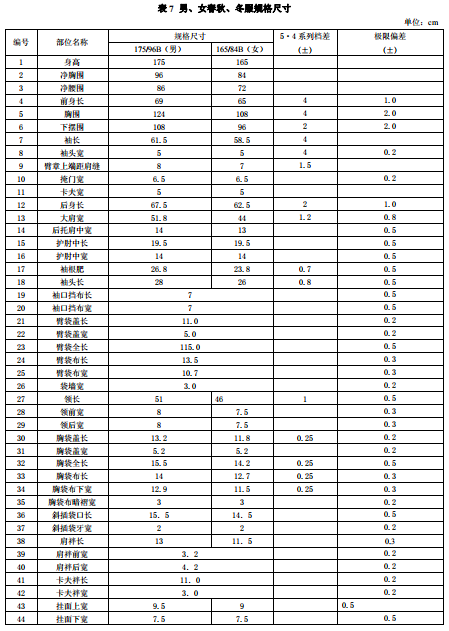 表 7 男、女春秋、冬服规格尺寸
单位：cm
编号 部位名称 规格尺寸 5·4 系列档差（±） 极限偏差（±）
175/96B（男） 165/84B（女）
1 身高 175 165
2 净胸围 96 84
3 净腰围 86 72
4 前身长 69 65 4 1.0
5 胸围 124 108 4 2.0
6 下摆围 108 96 2 2.0
7 袖长 61.5 58.5 4
8 袖头宽 5 5 4 0.2
9 臂章上端距肩缝 8 7 1.5
10 掩门宽 6.5 6.5 0.2
11 卡夫宽 5 5
12 后身长 67.5 62.5 2 1.0
13 大肩宽 51.8 44 1.2 0.8
14 后托肩中宽 14 13 0.5
15 护肘中长 19.5 19.5 0.5
16 护肘中宽 14 14 0.5
17 袖根肥 26.8 23.8 0.7 0.5
18 袖头长 28 26 0.8 0.5
19 袖口挡布长 7 0.5
20 袖口挡布宽 7 0.5
21 臂袋盖长 11.0 0.2
22 臂袋盖宽 5.0 0.2
23 臂袋全长 115.0 0.5
24 臂袋布长 13.5 0.3
25 臂袋布宽 10.7 0.3
26 袋墙宽 3.0 0.2
27 领长 51 46 1 0.5
28 领前宽 8 7.5 0.3
29 领后宽 8 7.5 0.3
30 胸袋盖长 13.2 11.8 0.25 0.2
31 胸袋盖宽 5.2 5.2 0.2
32 胸袋全长 15.5 14.2 0.25 0.5
33 胸袋布长 14 12.7 0.25 0.3
34 胸袋布下宽 12.9 11.5 0.25 0.3
35 胸袋布暗褶宽 3 3 0.2
36 斜插袋口长 15.5 14.5 0.5
37 斜插袋牙宽 2 2 0.2
38 肩袢长 13 11.5 0.3
39 肩袢前宽 3.2 0.2
40 肩袢后宽 4.2 0.2
41 卡夫袢长 11.0 0.2
42 卡夫袢宽 3.0 0.2
43 挂面上宽 9.5 9 0.5
44 挂面下宽 7.5 7.5 0.5